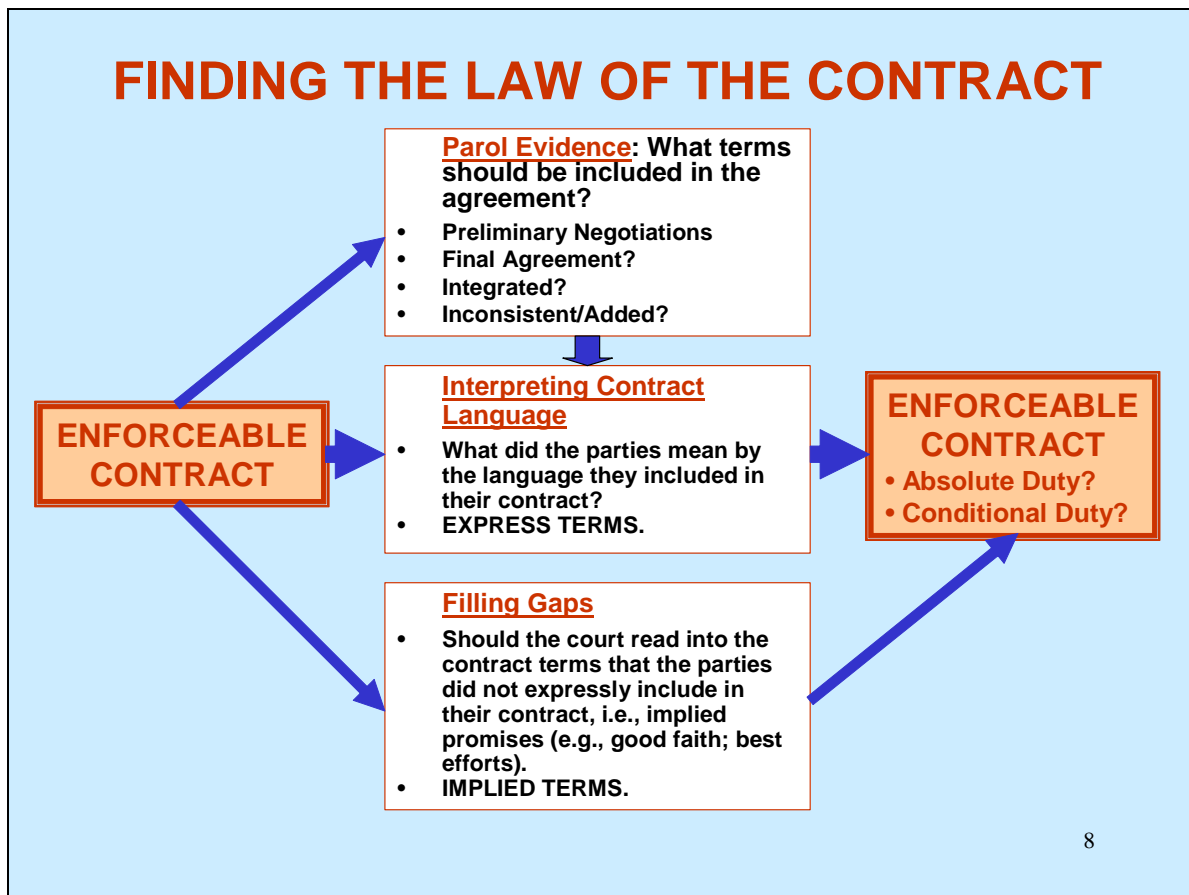 FINDING THE LAW OF THE CONTRACT
Parol Evidence: What terms
should be included in the
agreement?
• Preliminary Negotiations
• Final Agreement?
• Integrated?
• Inconsistent/Added?
ENFORCEABLE
CONTRACT
Interpreting Contract
Language
• What did the parties mean by
the language they included in
their contract?
• EXPRESS TERMS.
ENFORCEABLE
CONTRACT
• Absolute Duty?
• Conditional Duty?
Filling Gaps
• Should the court read into the
contract terms that the parties
did not expressly include in
their contract, i.e., implied
promises (e.g., good faith; best
efforts).
• IMPLIED TERMS.
8